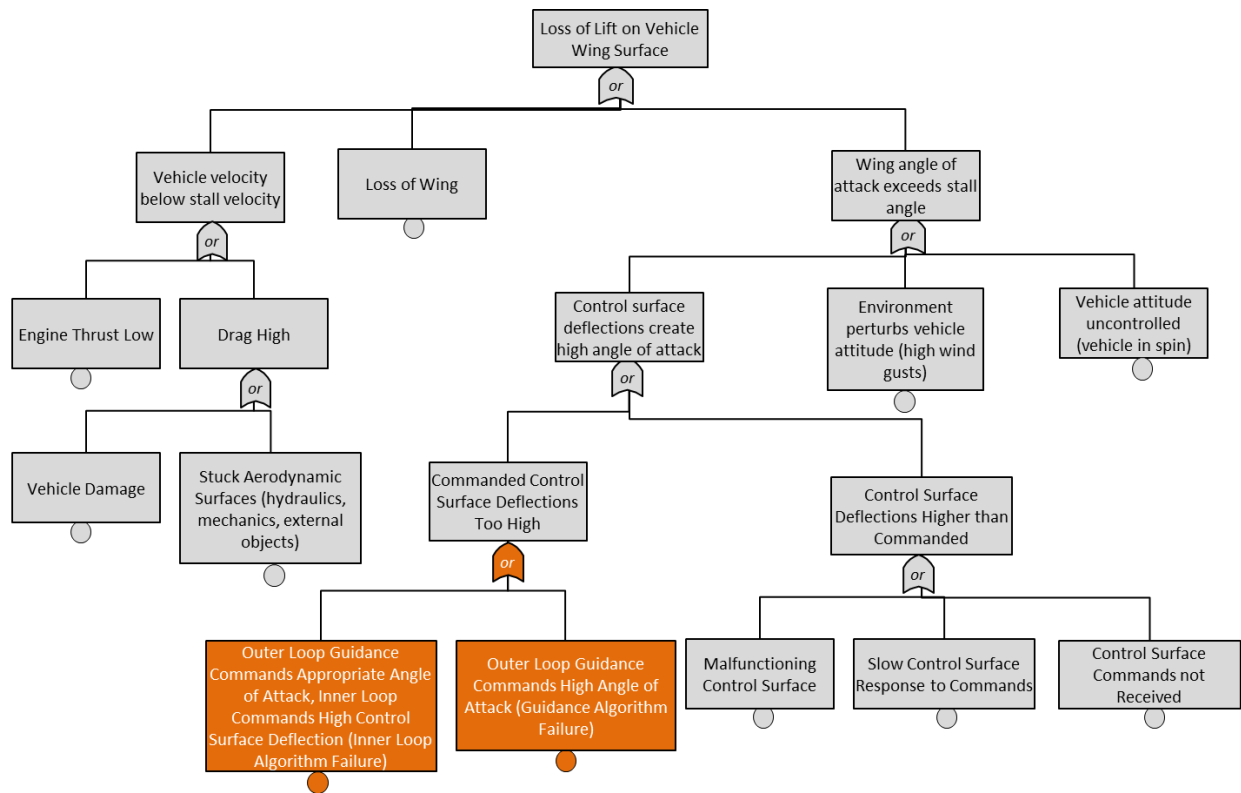 Loss of Lift on Vehicle
Wing Surface
or
Vehicle velocity
below stall velocity
Loss of Wing
Wing angle of
attack exceeds stall
angle
or
or
Engine Thrust Low
Drag High
Control surface
deflections create
high angle of attack
Environment
perturbs vehicle
attitude (high wind
gusts)
Vehicle attitude
uncontrolled
(vehicle in spin)
or
or
Vehicle Damage
Stuck Aerodynamic
Surfaces (hydraulics,
mechanics, external
objects)
Commanded Control
Surface Deflections
Too High
Control Surface
Deflections Higher than
Commanded
or
or
Outer Loop Guidance
Commands Appropriate Angle
of Attack, Inner Loop
Commands High Control
Surface Deflection (Inner Loop
Algorithm Failure)
Outer Loop Guidance
Commands High Angle of
Attack (Guidance Algorithm
Failure)
Malfunctioning
Control Surface
Slow Control Surface
Response to Commands
Control Surface
Commands not
Received